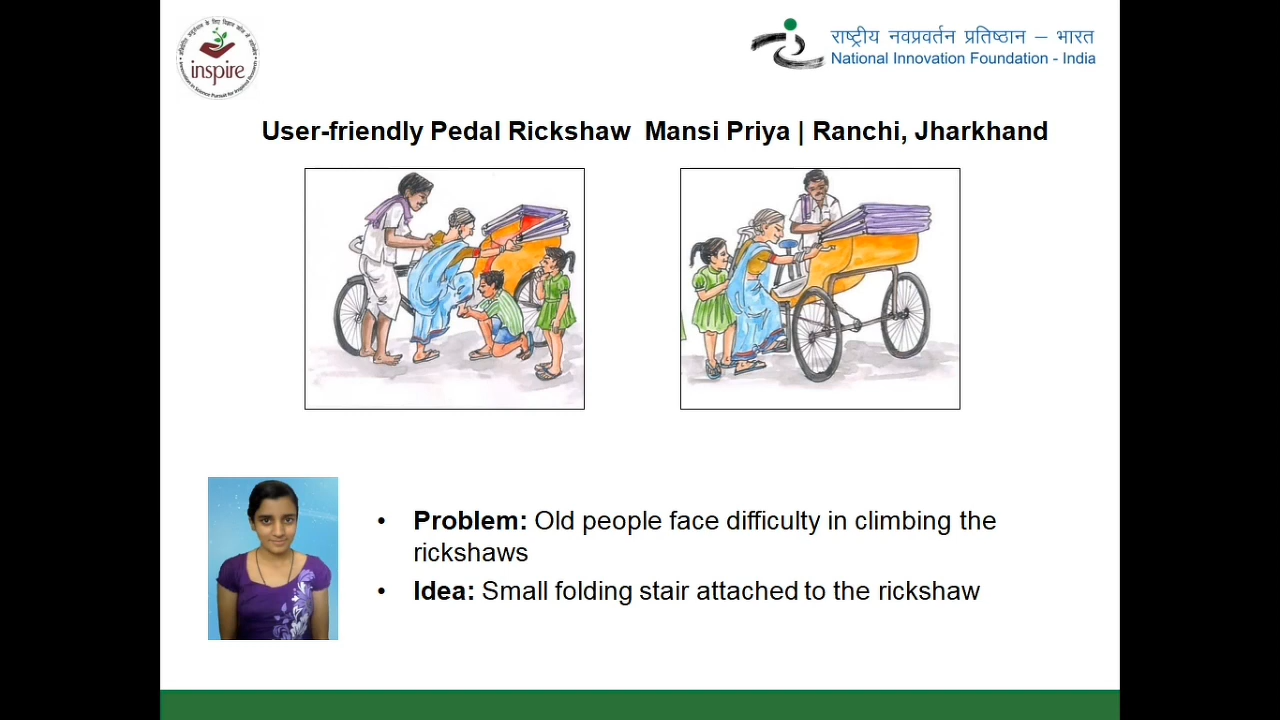 inspire
राष्ट्रीय नवप्रवर्तन प्रतिष्ठान – भारत
National Innovation Foundation - India
User-friendly Pedal Rickshaw Mansi Priya | Ranchi, Jharkhand
• Problem: Old people face difficulty in climbing the
rickshaws
• Idea: Small folding stair attached to the rickshaw